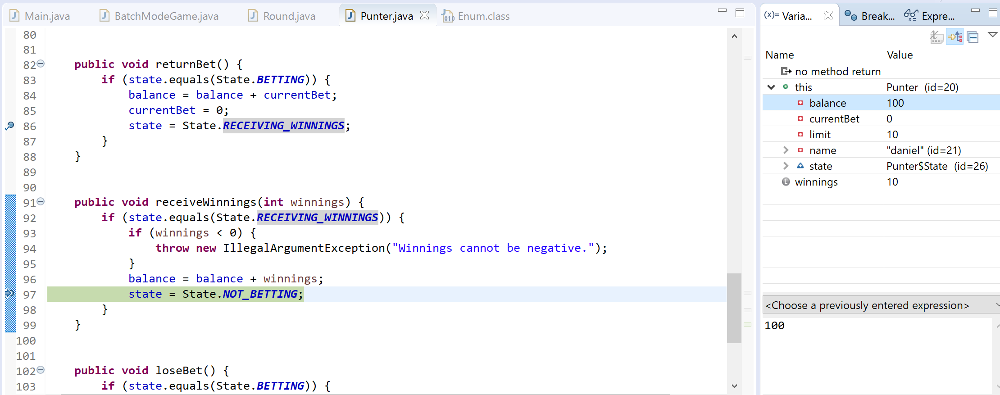 Main.java BatchModeGame.java Round.java Punter.java Enum.class
80
81
82 public void returnBet() {
83 if (state.equals(State.BETTING)) {
84 balance = balance + currentBet;
85 currentBet = 0;
86 state = State.RECEIVING_WINNINGS;
87 }
88 }
89
90
91 public void receiveWinnings(int winnings) {
92 if (state.equals(State.RECEIVING_WINNINGS)) {
93 if (winnings < 0) {
94 throw new IllegalArgumentException("Winnings cannot be negative.");
95 }
96 balance = balance + winnings;
97 state = State.NOT_BETTING;
98 }
99 }
100
101
102 public void loseBet() {
103 if (state.equals(State.BETTING)) {
(x)= Varia... Break... Expre...
Name Value
no method return
this Punter (id=20)
balance 100
currentBet 0
limit 10
name "daniel" (id=21)
state Punter$State (id=26)
winnings 10
<Choose a previously entered expression>
100